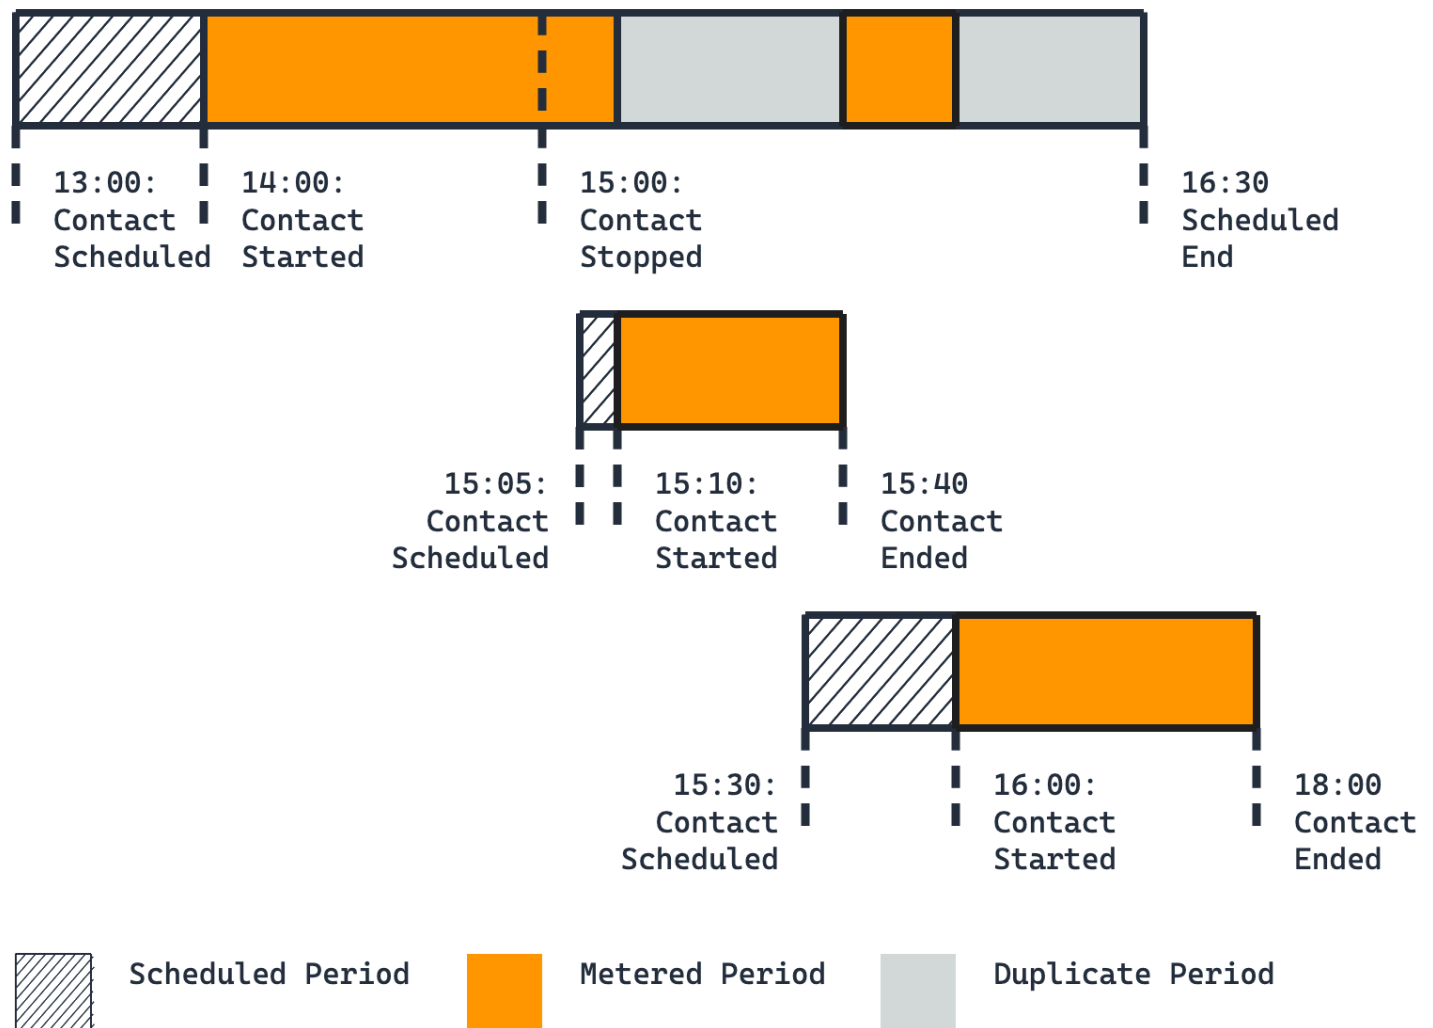 13:00:
Contact
Scheduled
14:00:
Contact
Started
15:00:
Contact
Stopped
16:30
Scheduled
End
15:05:
Contact
Scheduled
15:10:
Contact
Started
15:40
Contact
Ended
15:30:
Contact
Scheduled
16:00:
Contact
Started
18:00
Contact
Ended
Scheduled Period
Metered Period
Duplicate Period